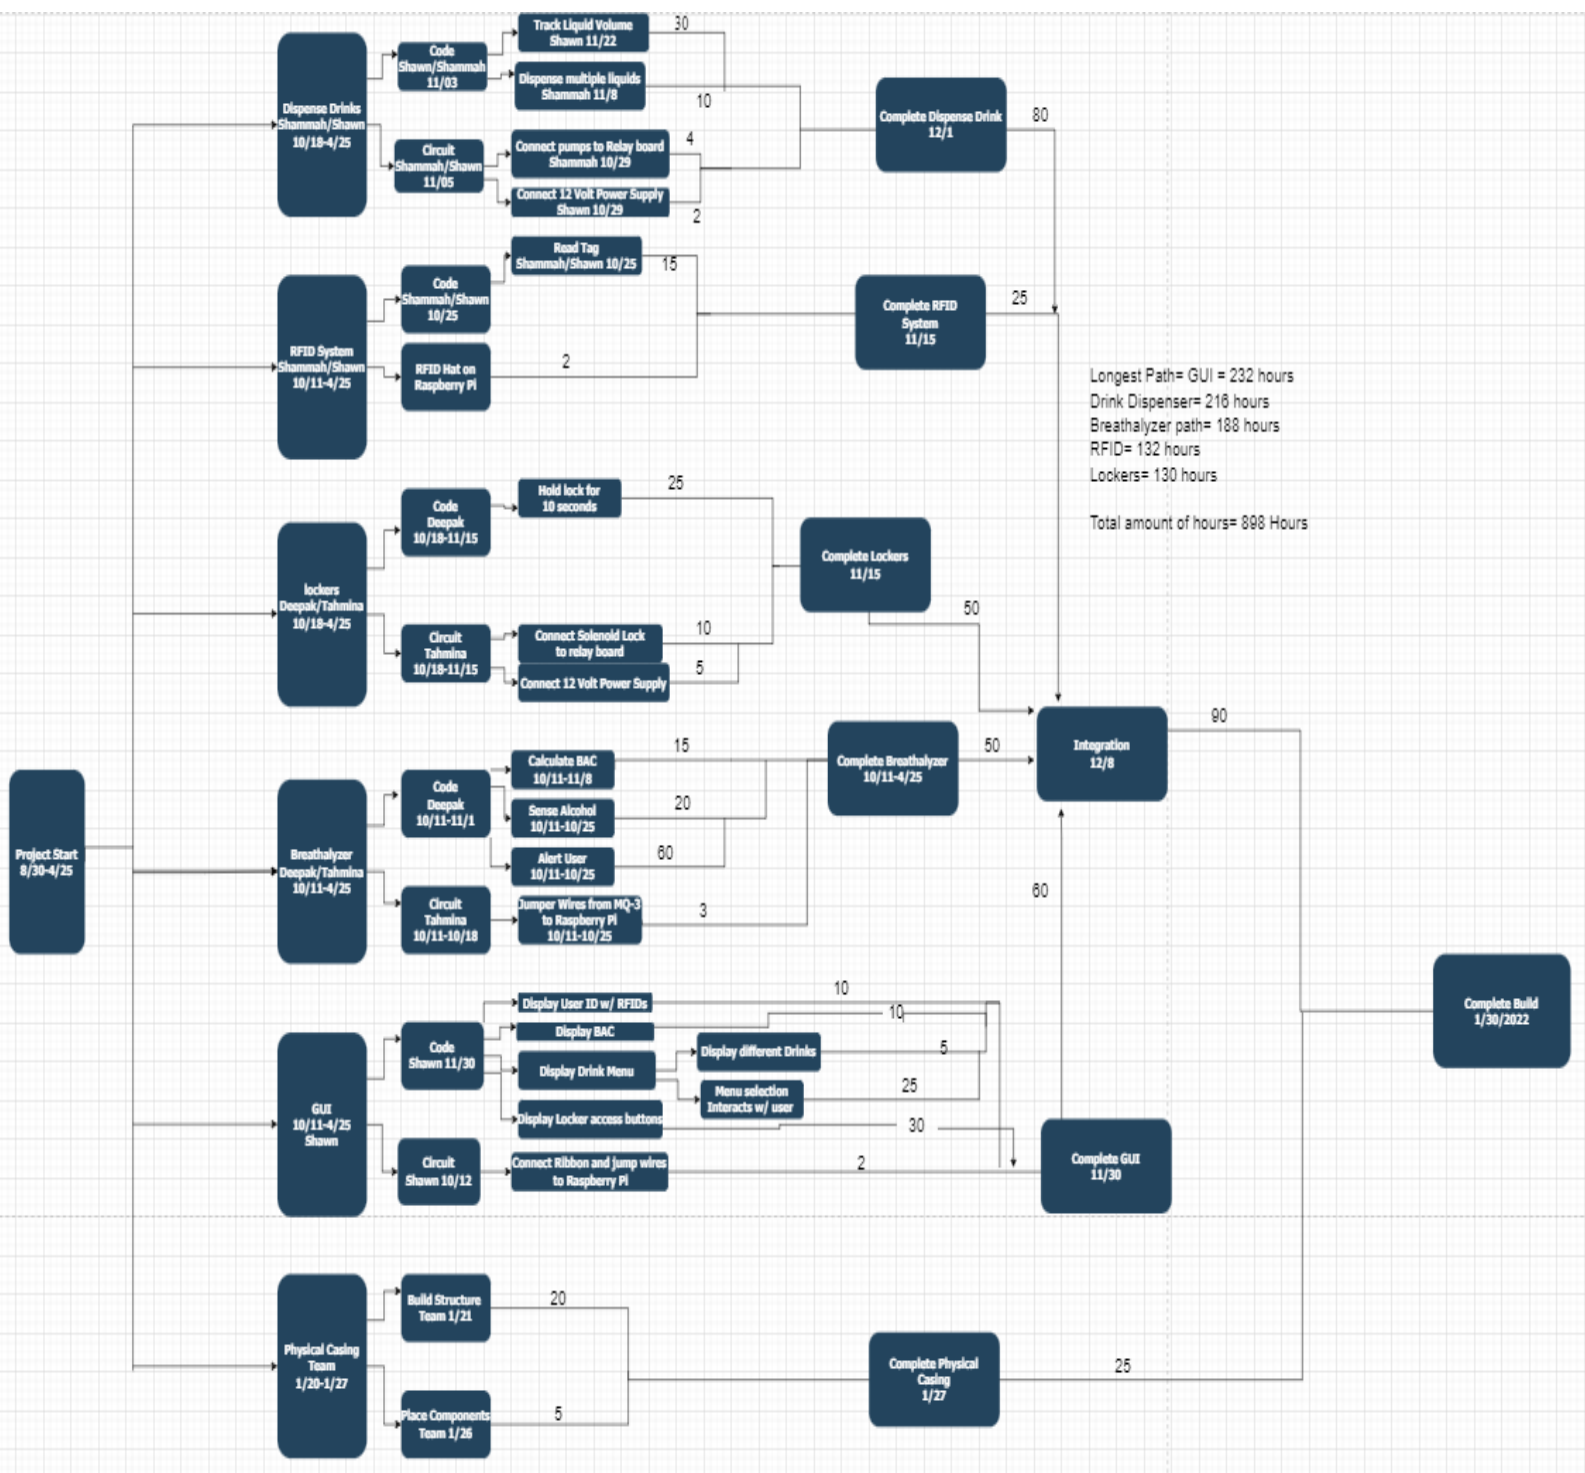 Project Start
8/30-4/25
Dispense Drinks
Shammah/Shawn
10/18-4/25
Code
Shawn/Shammah
11/03
Track Liquid Volume
Shawn 11/22
30
Dispense multiple liquids
Shammah 11/8
10
Circuit
Shammah/Shawn
11/05
Connect pumps to Relay board
Shammah 10/29
4
Connect 12 Volt Power Supply
Shawn 10/29
2
Complete Dispense Drink
12/1
80
RFID System
Shammah/Shawn
10/11-4/25
Code
Shammah/Shawn
10/25
Read Tag
Shammah/Shawn 10/25
15
RFID Hat on
Raspberry Pi
2
Complete RFID
System
11/15
25
Longest Path= GUI = 232 hours
Drink Dispenser= 216 hours
Breathalyzer path= 188 hours
RFID= 132 hours
Lockers= 130 hours
Total amount of hours= 898 Hours
lockers
Deepak/Tahmina
10/18-4/25
Code
Deepak
10/18-11/15
Hold lock for
10 seconds
25
Circuit
Tahmina
10/18-11/15
Connect Solenoid Lock
to relay board
10
Connect 12 Volt Power Supply
5
Complete Lockers
11/15
50
Breathalyzer
Deepak/Tahmina
10/11-4/25
Code
Deepak
10/11-11/1
Calculate BAC
10/11-11/8
15
Sense Alcohol
10/11-10/25
20
Alert User
10/11-10/25
60
Circuit
Tahmina
10/11-10/18
Jumper Wires from MQ-3
to Raspberry Pi
10/11-10/25
3
Complete Breathalyzer
10/11-4/25
50
Integration
12/8
90
60
GUI
10/11-4/25
Shawn
Code
Shawn 11/30
Display User ID w/ RFIDs
10
Display BAC
10
Display Drink Menu
Display different Drinks
5
Menu selection
Interacts w/ user
25
Display Locker access buttons
30
Circuit
Shawn 10/12
Connect Ribbon and jump wires
to Raspberry Pi
2
Complete GUI
11/30
Complete Build
1/30/2022
Physical Casing
Team
1/20-1/27
Build Structure
Team 1/21
20
Place Components
Team 1/26
5
Complete Physical
Casing
1/27
25